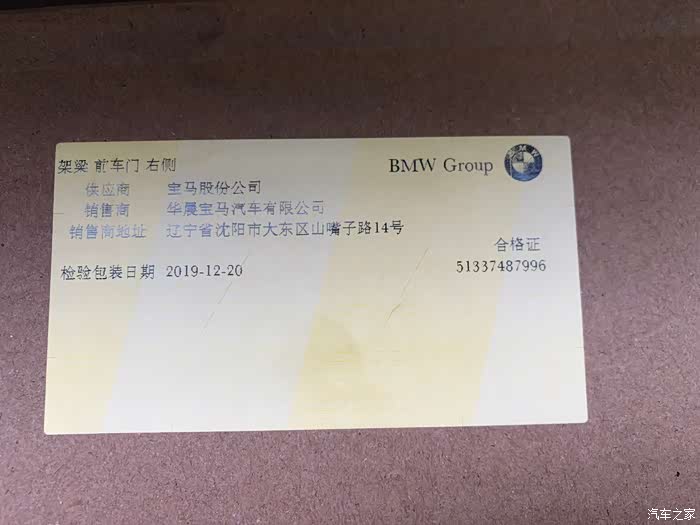 架梁 前车门 右侧
BMW Group
BMW
供应商 宝马股份公司
销售商 华晨宝马汽车有限公司
销售商地址 辽宁省沈阳市大东区山嘴子路14号
合格证
检验包装日期 2019-12-20
51337487996
汽车之家